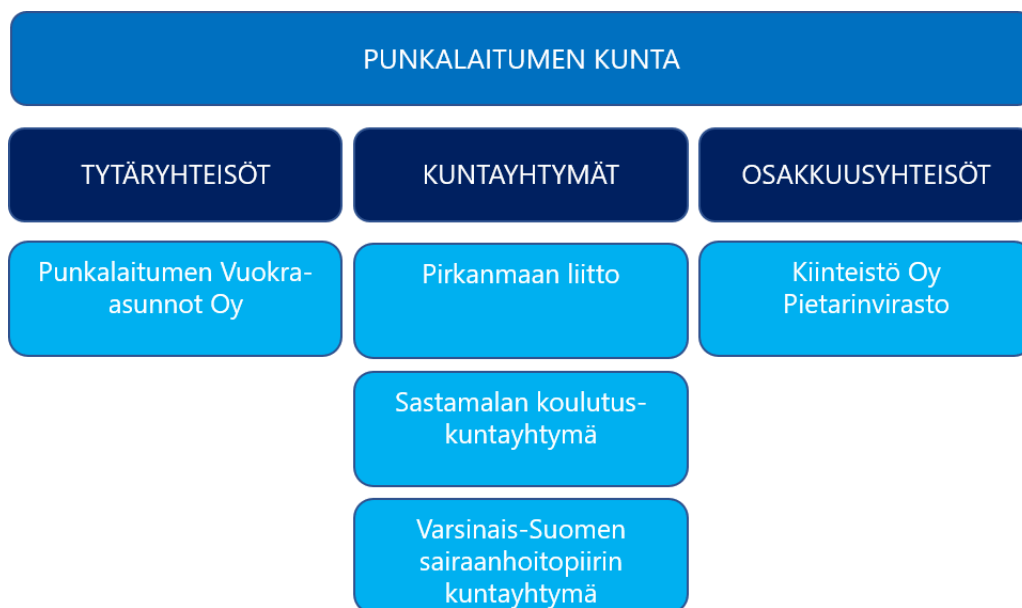 PUNKALAITUMEN KUNTA
TYTÄRYHTEISÖT
KUNTAYHTYMÄT
OSAKKUUSYHTEISÖT
Punkalaitumen Vuokra-
asunnot Oy
Pirkanmaan liitto
Kiinteistö Oy
Pietarinvirasto
Sastamalan koulutus-
kuntayhtymä
Varsinais-Suomen
sairaanhoitopiirin
kuntayhtymä